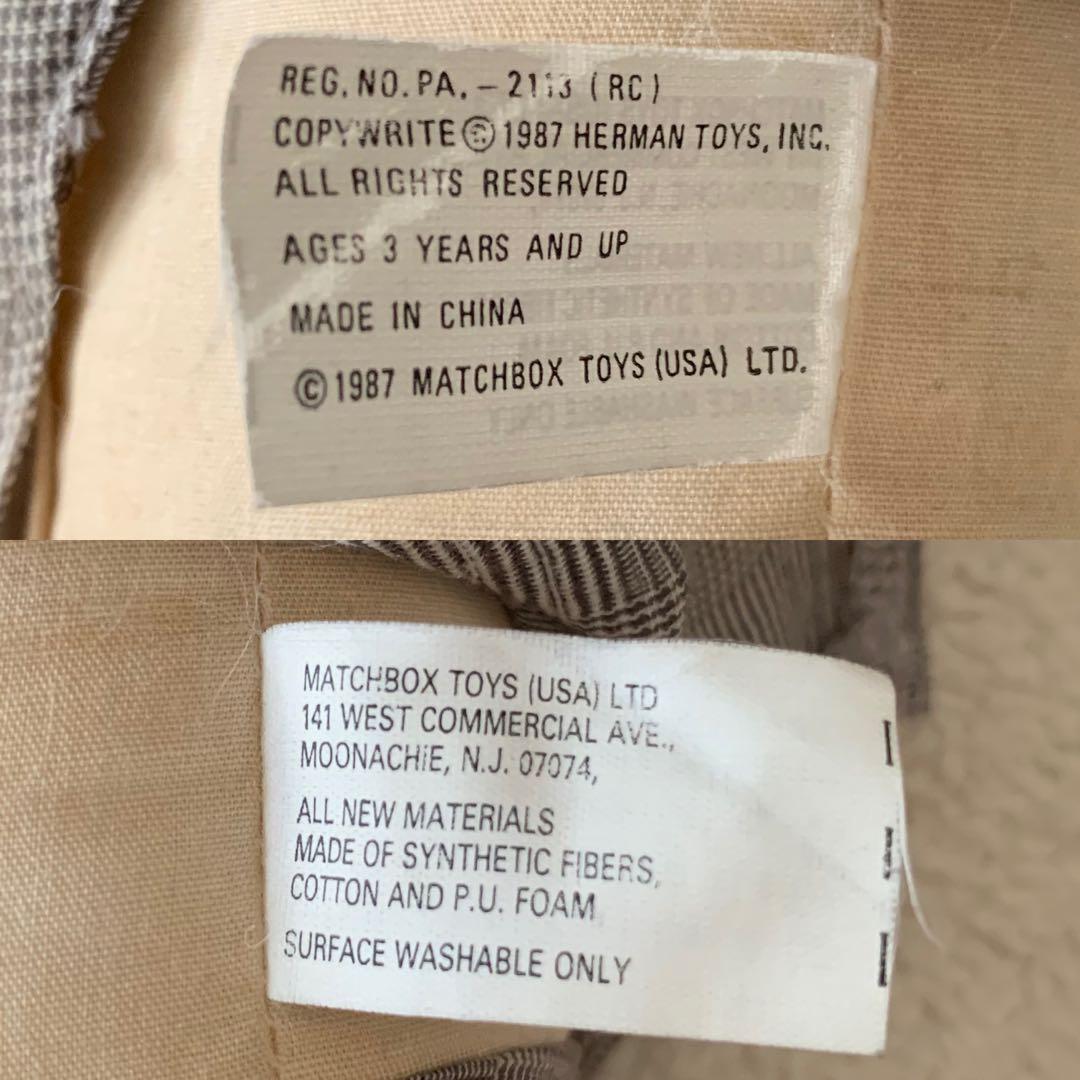 REG. NO. PA. - 2113 (RC)
COPYWRITE © 1987 HERMAN TOYS, INC.
ALL RIGHTS RESERVED
AGES 3 YEARS AND UP
MADE IN CHINA
© 1987 MATCHBOX TOYS (USA) LTD.
MATCHBOX TOYS (USA) LTD
141 WEST COMMERCIAL AVE.,
MOONACHIE, N.J. 07074,
ALL NEW MATERIALS
MADE OF SYNTHETIC FIBERS,
COTTON AND P.U. FOAM
SURFACE WASHABLE ONLY